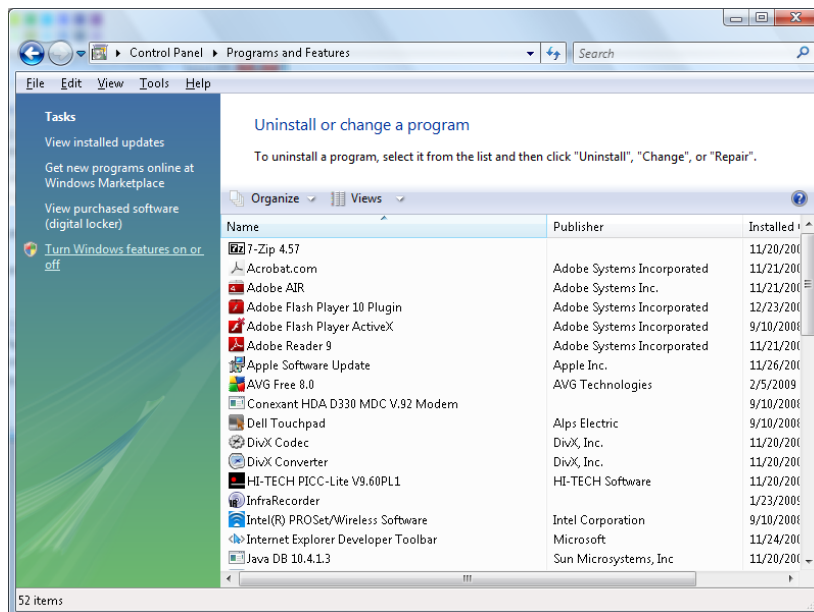 Control Panel Programs and Features Search
File Edit View Tools Help
Tasks
View installed updates
Get new programs online at
Windows Marketplace
View purchased software
(digital locker)
Turn Windows features on or
off
Uninstall or change a program
To uninstall a program, select it from the list and then click "Uninstall", "Change", or "Repair".
Organize Views
Name Publisher Installed
7-Zip 4.57 11/20/200
Acrobat.com Adobe Systems Incorporated 11/21/200
Adobe AIR Adobe Systems Inc. 11/21/200
Adobe Flash Player 10 Plugin Adobe Systems Incorporated 12/23/200
Adobe Flash Player ActiveX Adobe Systems Incorporated 9/10/2008
Adobe Reader 9 Adobe Systems Incorporated 11/21/200
Apple Software Update Apple Inc. 11/26/200
AVG Free 8.0 AVG Technologies 2/5/2009
Conexant HDA D330 MDC V.92 Modem 9/10/2008
Dell Touchpad Alps Electric 9/10/2008
DivX Codec DivX, Inc. 11/20/200
DivX Converter DivX, Inc. 11/20/200
HI-TECH PICC-Lite V9.60PL1 HI-TECH Software 11/20/200
InfraRecorder 1/23/2009
Intel(R) PROSet/Wireless Software Intel Corporation 9/10/2008
Internet Explorer Developer Toolbar Microsoft 11/24/200
Java DB 10.4.1.3 Sun Microsystems, Inc 11/20/200
52 items